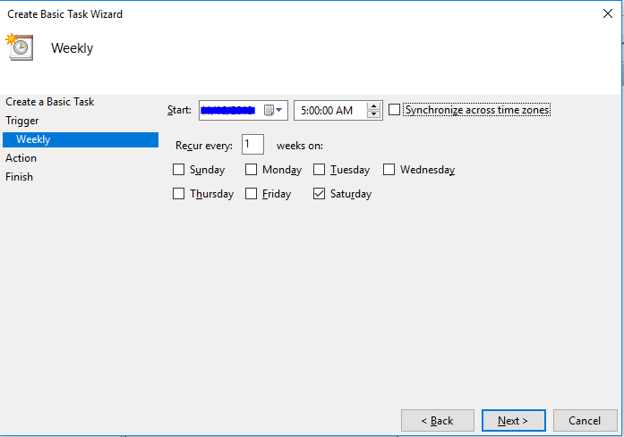 Create Basic Task Wizard
Weekly
Create a Basic Task
Trigger
Weekly
Action
Finish
Start: 5:00:00 AM Synchronize across time zones
Recur every: 1 weeks on:
Sunday Monday Tuesday Wednesday
Thursday Friday Saturday
< Back Next > Cancel